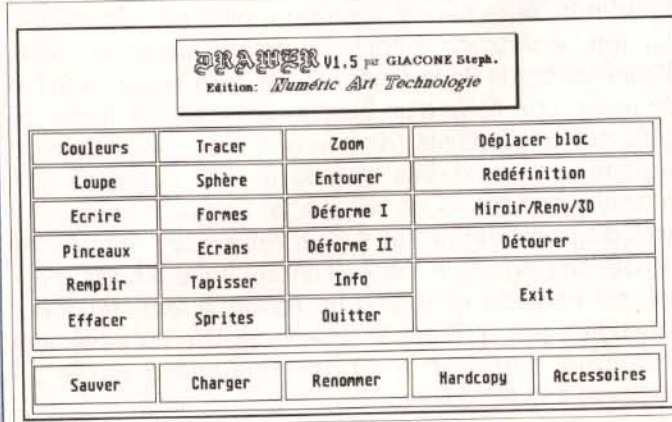 DRAWER V1.5 par GIACONE Steph.
Edition: Numéric Art Technologie
Couleurs Tracer Zoom Déplacer bloc
Loupe Sphère Entourer Redéfinition
Ecrire Formes Déforme I Miroir/Renv/3D
Pinceaux Ecrans Déforme II Détourer
Remplir Tapisser Info Exit
Effacer Sprites Quitter
Sauver Charger Renommer Hardcopy Accessoires